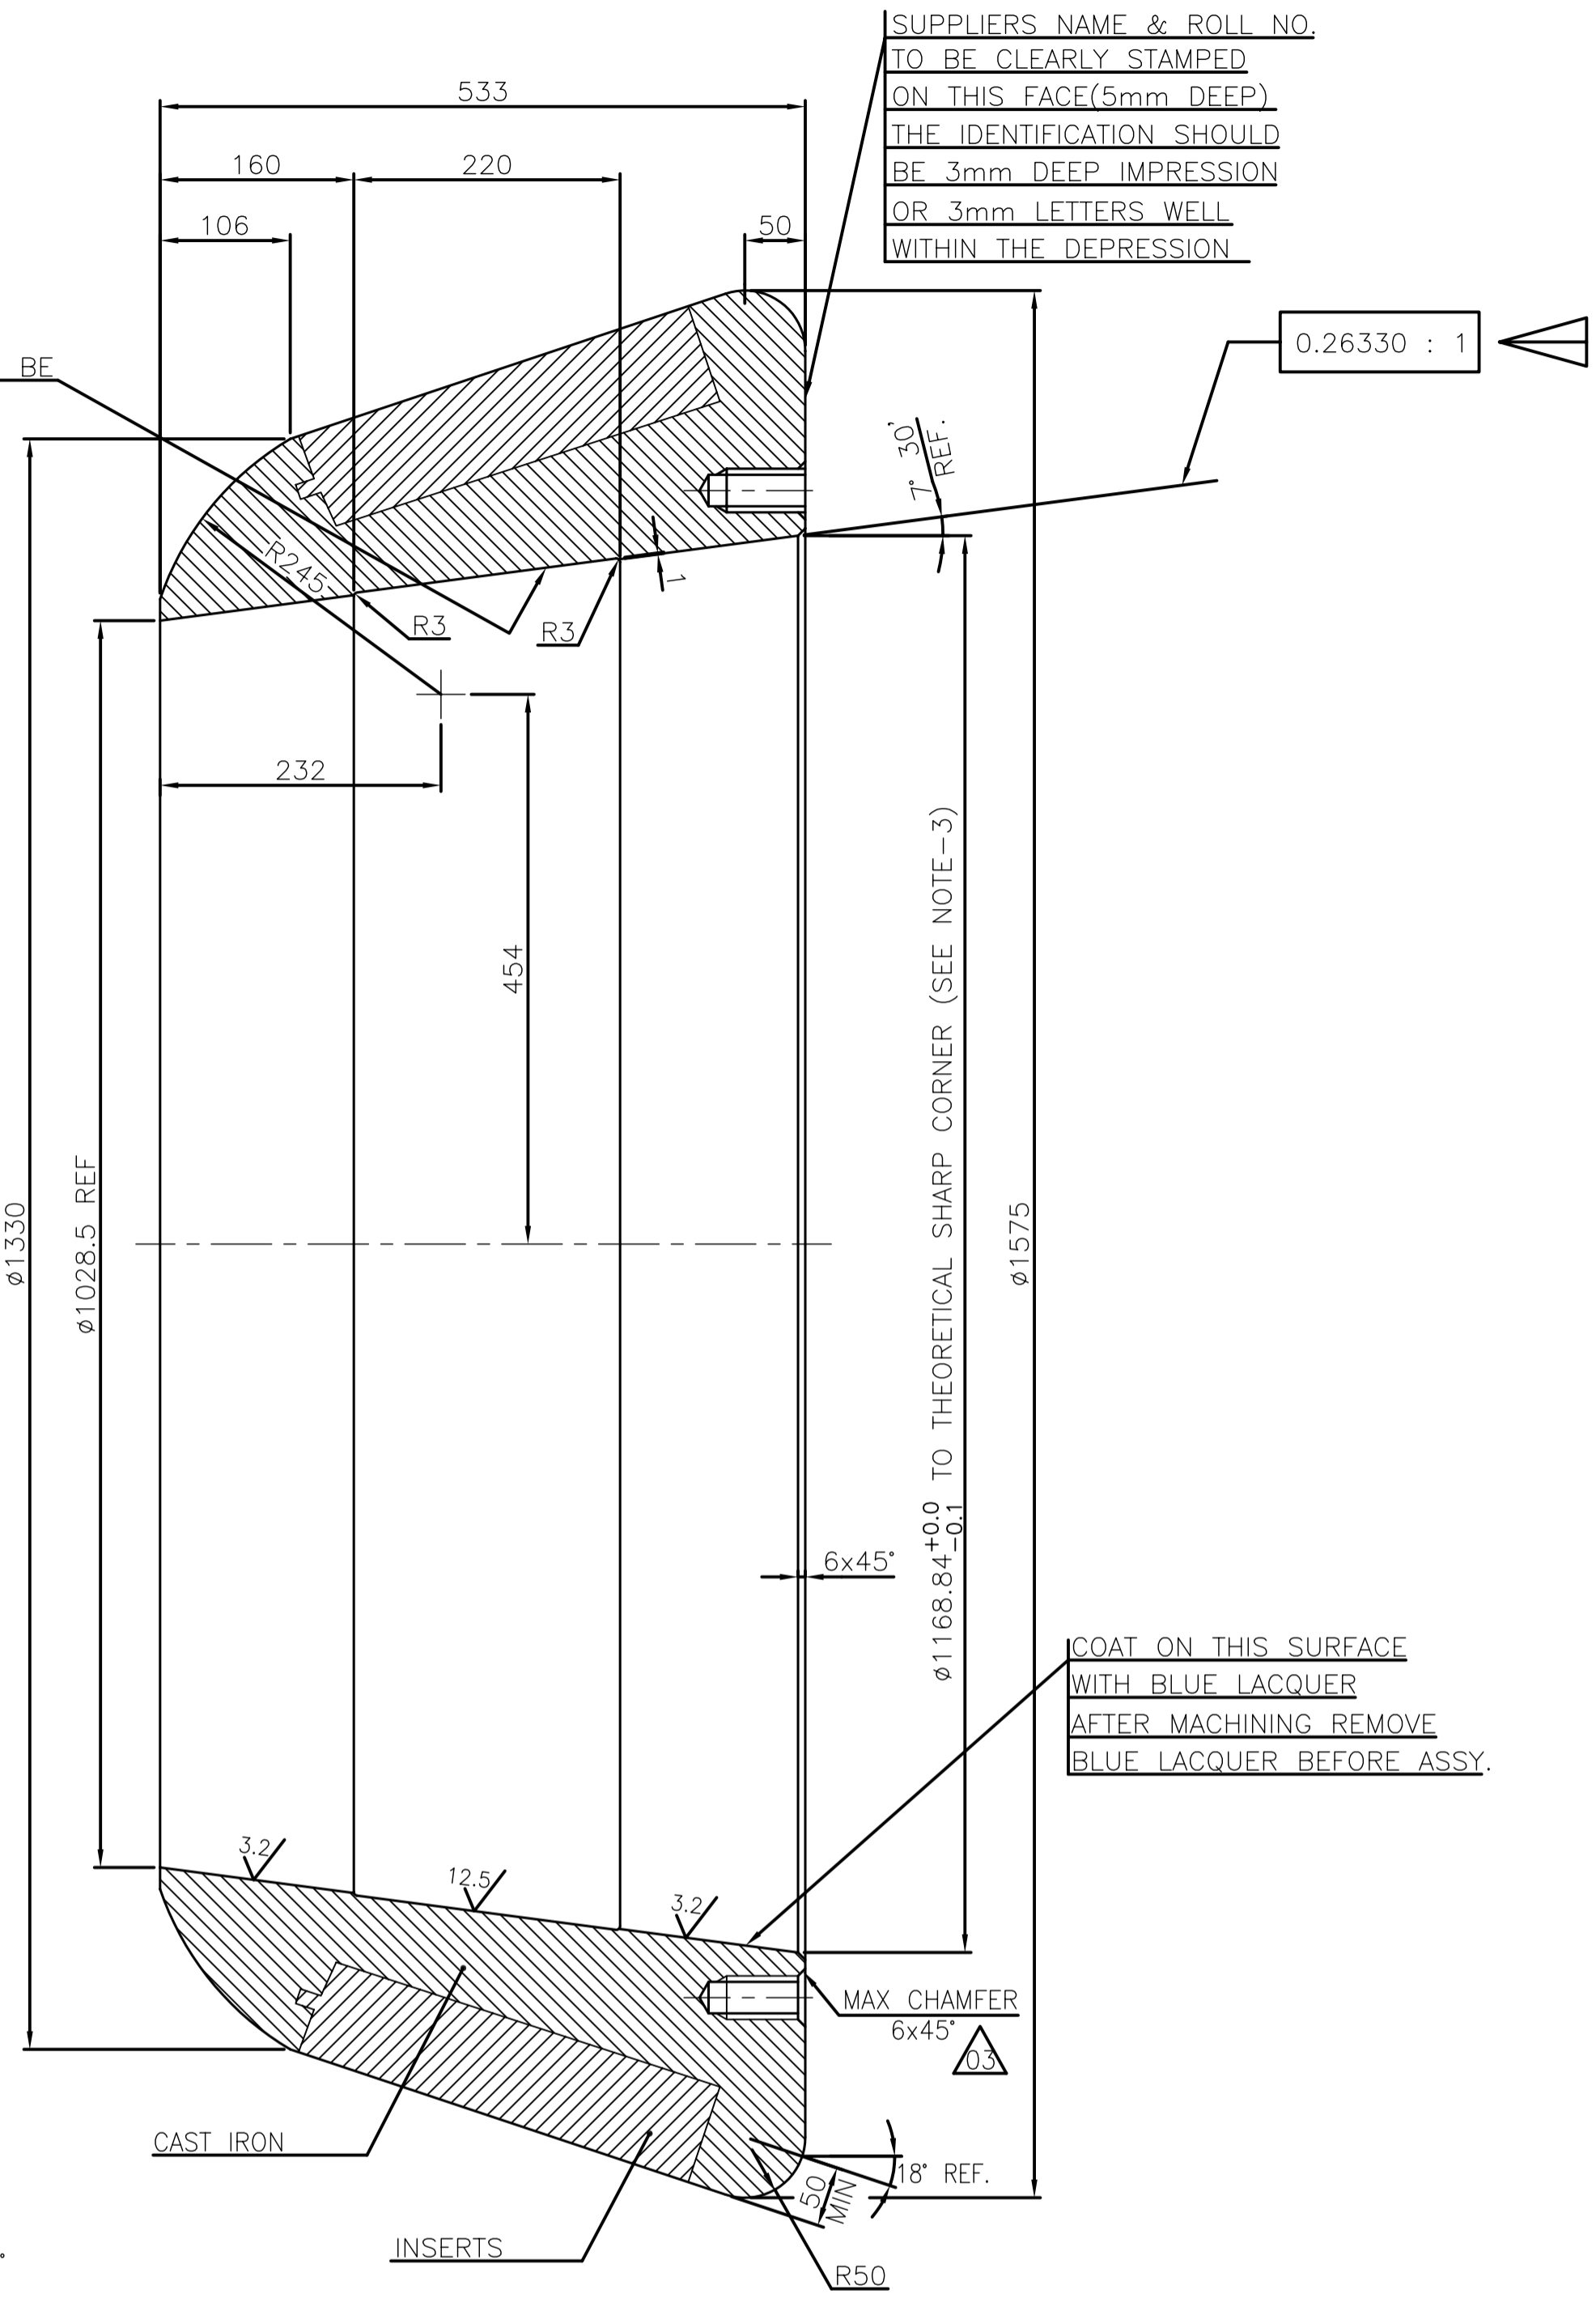 SUPPLIERS NAME & ROLL NO.
TO BE CLEARLY STAMPED
ON THIS FACE(5mm DEEP)
THE IDENTIFICATION SHOULD
BE 3mm DEEP IMPRESSION
OR 3mm LETTERS WELL
WITHIN THE DEPRESSION
533
160
220
106
50
0.26330 : 1
BE
7° 30'
REF.
R245
1
R3
R3
232
454
ø1330
ø1028.5 REF
ø1168.84 +0.0 -0.1 TO THEORETICAL SHARP CORNER (SEE NOTE-3)
ø1575
6x45°
COAT ON THIS SURFACE
WITH BLUE LACQUER
AFTER MACHINING REMOVE
BLUE LACQUER BEFORE ASSY.
3.2
12.5
3.2
MAX CHAMFER
6x45°
03
CAST IRON
18° REF.
50
MIN
INSERTS
R50
°